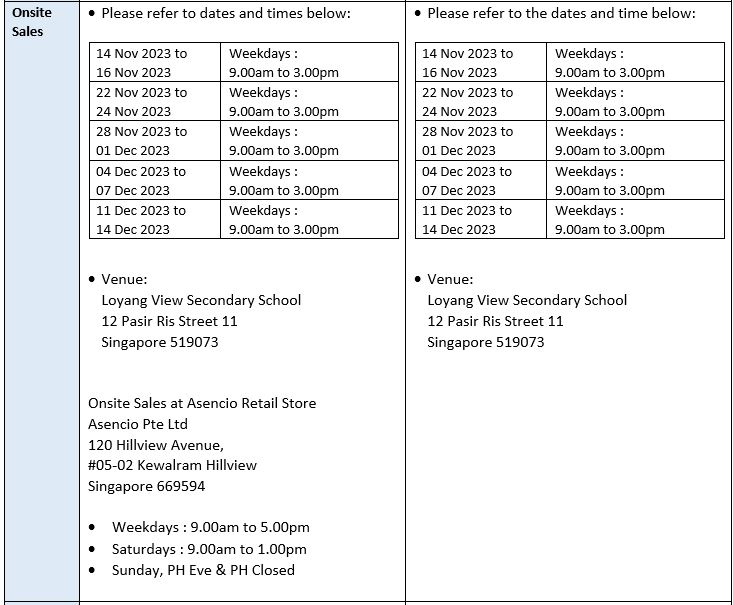 Onsite
Sales
• Please refer to dates and times below:
14 Nov 2023 to
16 Nov 2023
Weekdays :
9.00am to 3.00pm
22 Nov 2023 to
24 Nov 2023
Weekdays :
9.00am to 3.00pm
28 Nov 2023 to
01 Dec 2023
Weekdays :
9.00am to 3.00pm
04 Dec 2023 to
07 Dec 2023
Weekdays :
9.00am to 3.00pm
11 Dec 2023 to
14 Dec 2023
Weekdays :
9.00am to 3.00pm
• Venue:
Loyang View Secondary School
12 Pasir Ris Street 11
Singapore 519073
Onsite Sales at Asencio Retail Store
Asencio Pte Ltd
120 Hillview Avenue,
#05-02 Kewalram Hillview
Singapore 669594
• Weekdays : 9.00am to 5.00pm
• Saturdays : 9.00am to 1.00pm
• Sunday, PH Eve & PH Closed
• Please refer to the dates and time below:
14 Nov 2023 to
16 Nov 2023
Weekdays :
9.00am to 3.00pm
22 Nov 2023 to
24 Nov 2023
Weekdays :
9.00am to 3.00pm
28 Nov 2023 to
01 Dec 2023
Weekdays :
9.00am to 3.00pm
04 Dec 2023 to
07 Dec 2023
Weekdays :
9.00am to 3.00pm
11 Dec 2023 to
14 Dec 2023
Weekdays :
9.00am to 3.00pm
• Venue:
Loyang View Secondary School
12 Pasir Ris Street 11
Singapore 519073